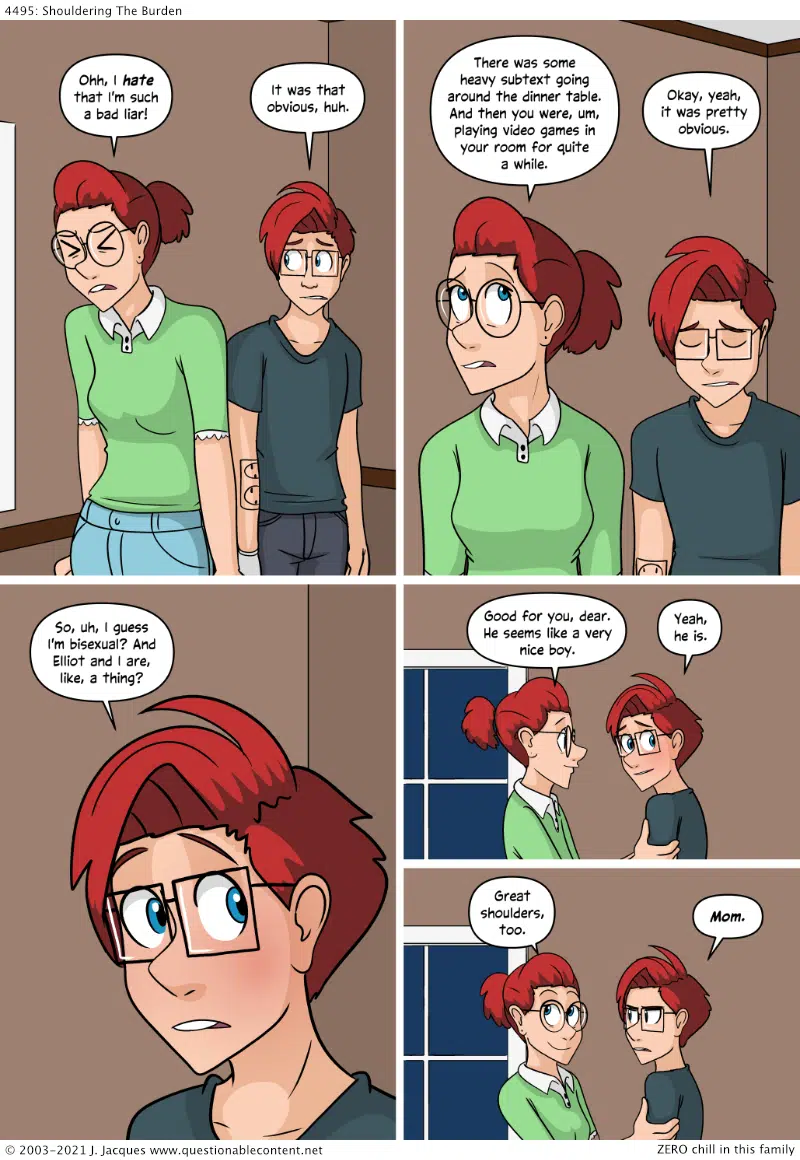 4495: Shouldering The Burden
Ohh, I hate
that I'm such
a bad liar!
It was that
obvious, huh.
There was some
heavy subtext going
around the dinner table.
And then you were, um,
playing video games in
your room for quite
a while.
Okay, yeah,
it was pretty
obvious.
So, uh, I guess
I'm bisexual? And
Elliot and I are,
like, a thing?
Good for you, dear.
He seems like a very
nice boy.
Yeah,
he is.
Great
shoulders,
too.
Mom.
© 2003-2021 J. Jacques www.questionablecontent.net
ZERO chill in this family